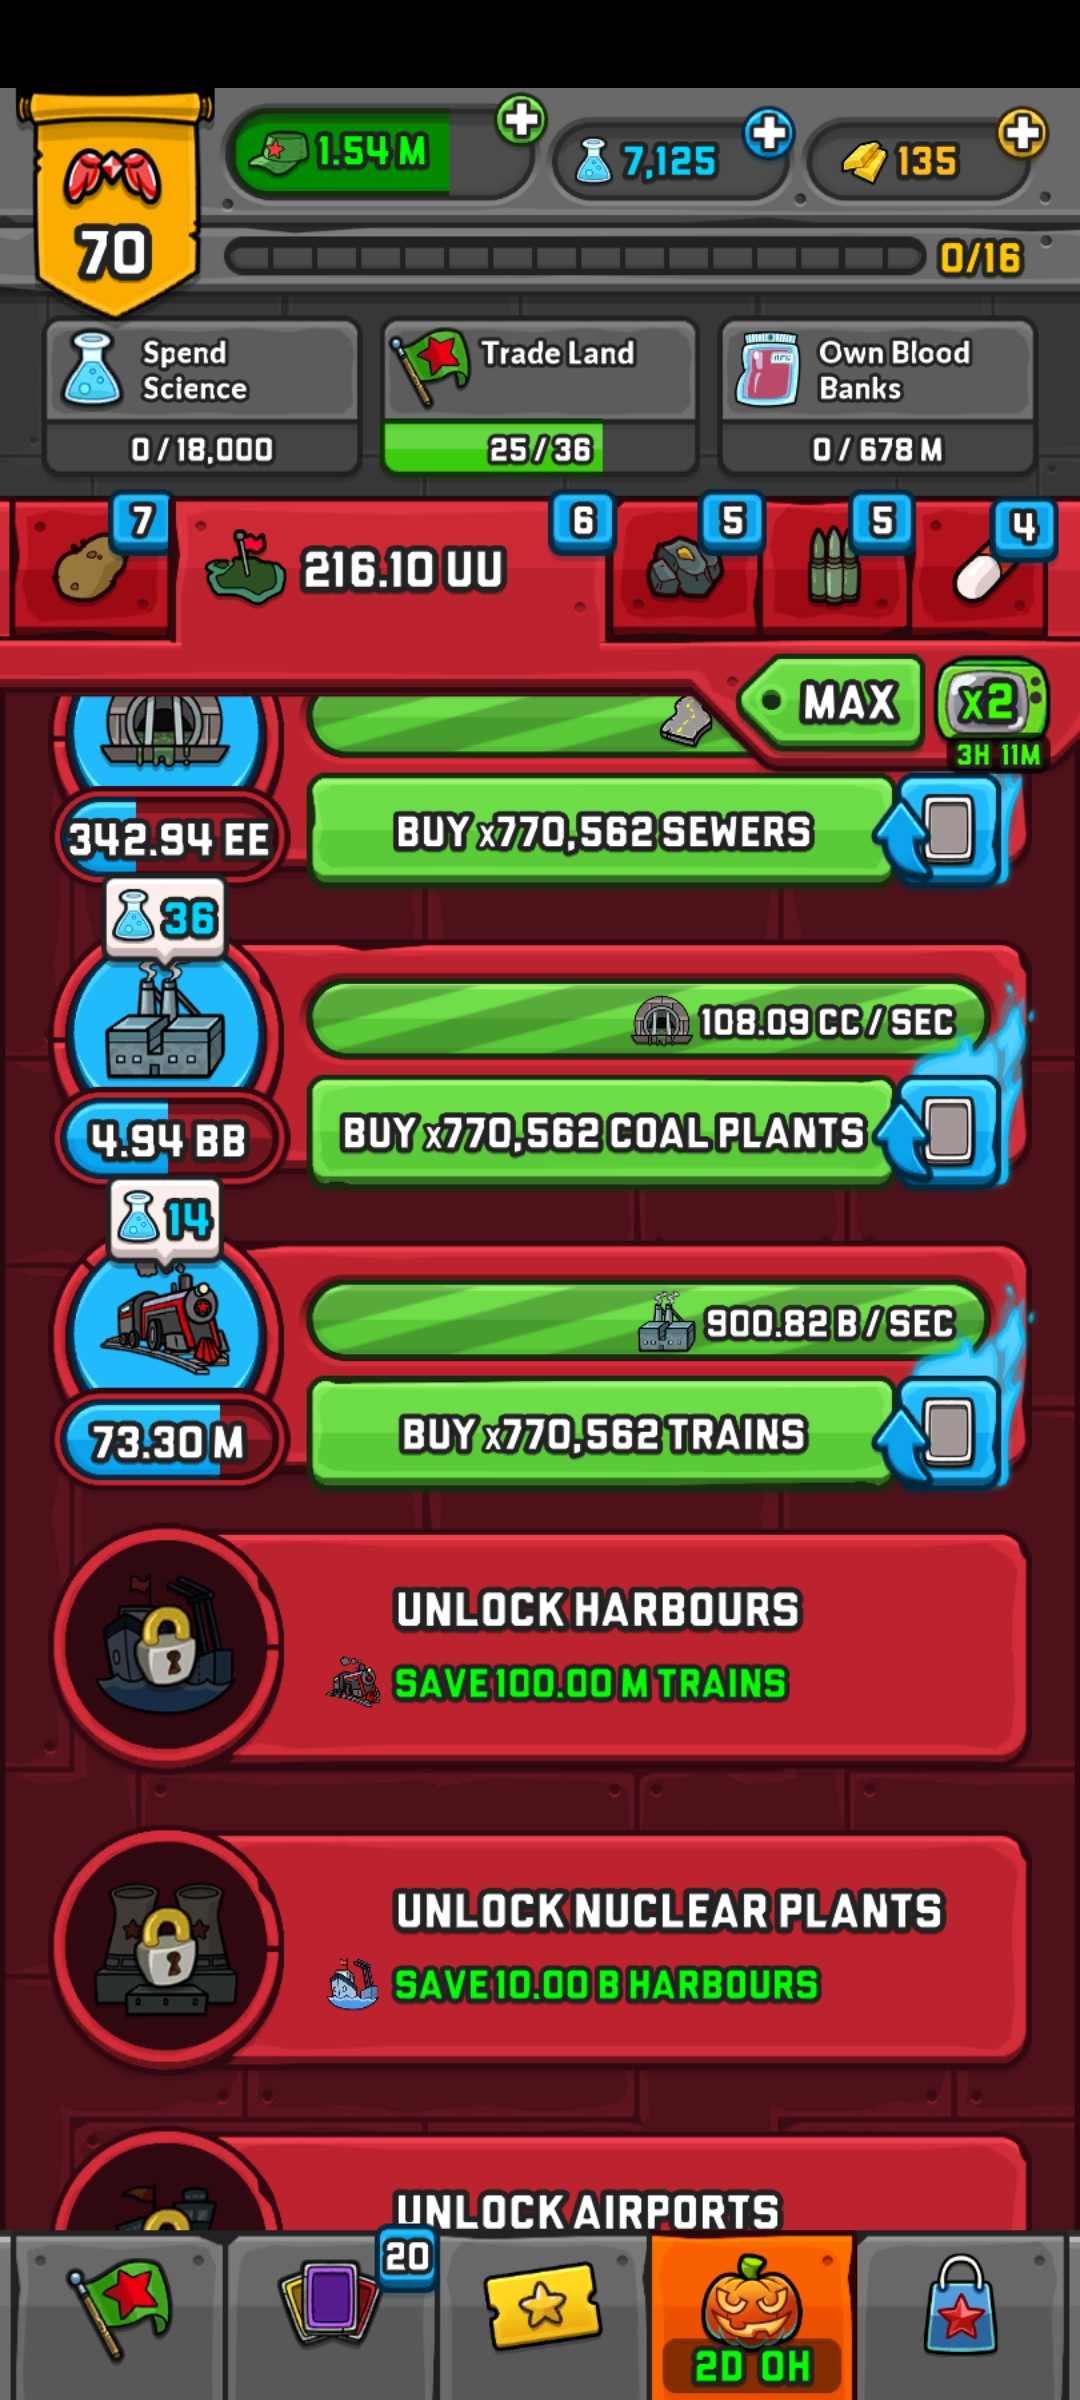 1.54 M
7,125
135
70
0/16
Spend
Science
0 / 18,000
Trade Land
25 / 36
Own Blood
Banks
0 / 678 M
7
216.10 UU
6
5
5
4
MAX
x2
3H 11M
342.94 EE
BUY x770,562 SEWERS
36
108.09 CC / SEC
4.94 BB
BUY x770,562 COAL PLANTS
14
900.82 B / SEC
73.30 M
BUY x770,562 TRAINS
UNLOCK HARBOURS
SAVE 100.00 M TRAINS
UNLOCK NUCLEAR PLANTS
SAVE 10.00 B HARBOURS
UNLOCK AIRPORTS
20
2D 0H